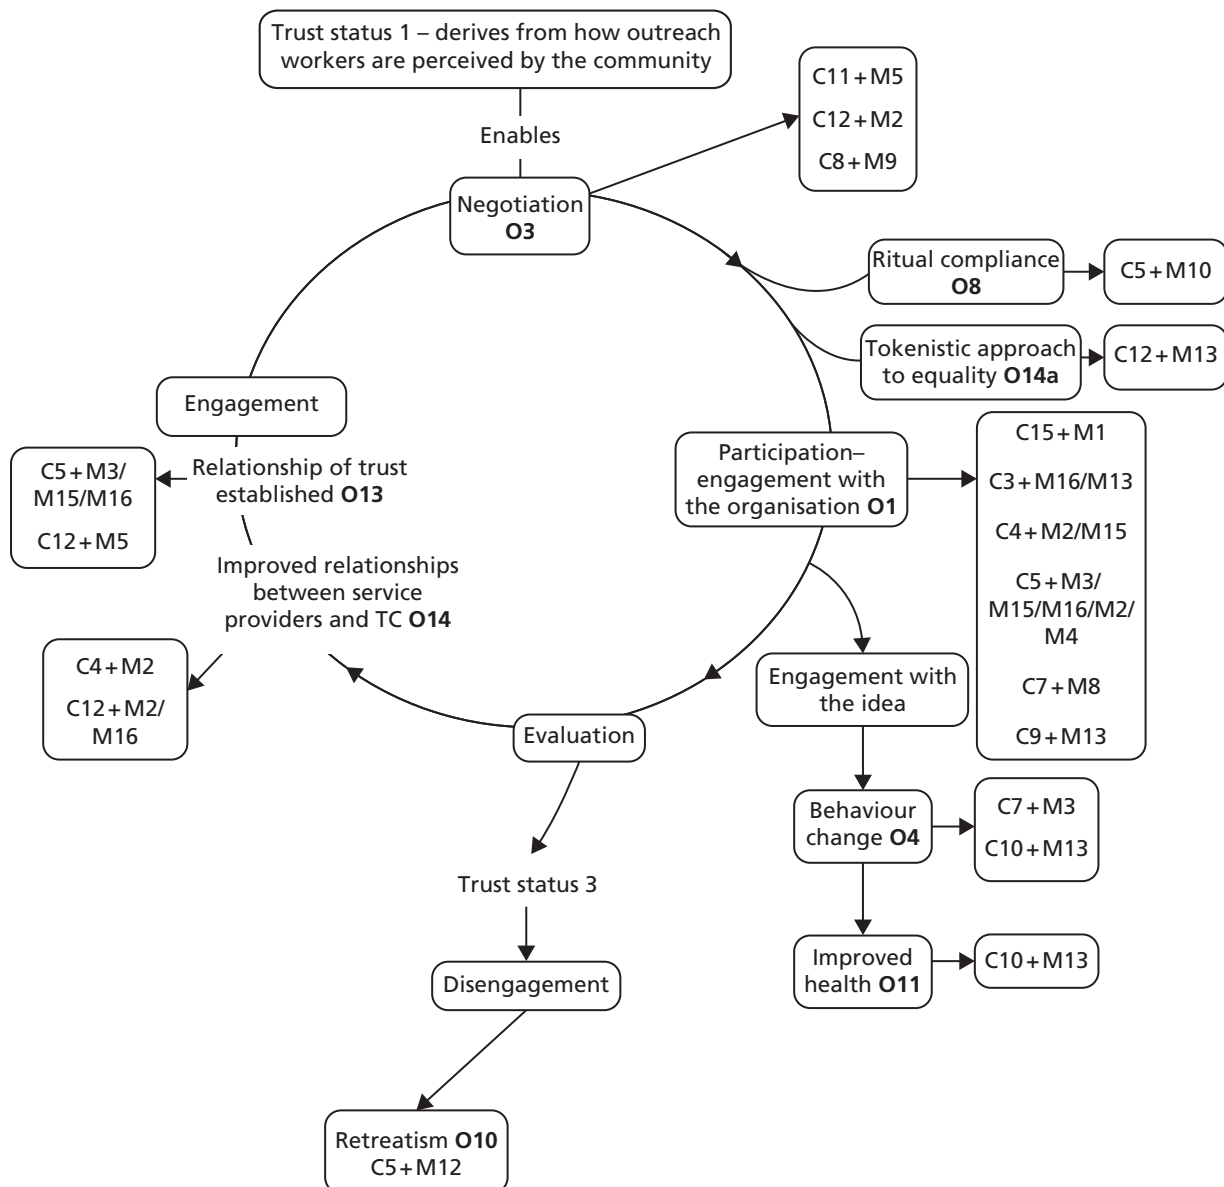 Trust status 1 – derives from how outreach
workers are perceived by the community
Enables
Negotiation
O3
C11 + M5
C12 + M2
C8 + M9
Ritual compliance
O8
C5 + M10
Tokenistic approach
to equality O14a
C12 + M13
Participation–
engagement with
the organisation O1
C15 + M1
C3 + M16/M13
C4 + M2/M15
C5 + M3/
M15/M16/M2/
M4
C7 + M8
C9 + M13
Engagement with
the idea
Behaviour
change O4
C7 + M3
C10 + M13
Improved
health O11
C10 + M13
Evaluation
Trust status 3
Disengagement
Retreatism O10
C5 + M12
Improved relationships
between service
providers and TC O14
C4 + M2
C12 + M2/
M16
Relationship of trust
established O13
C5 + M3/
M15/M16
C12 + M5
Engagement